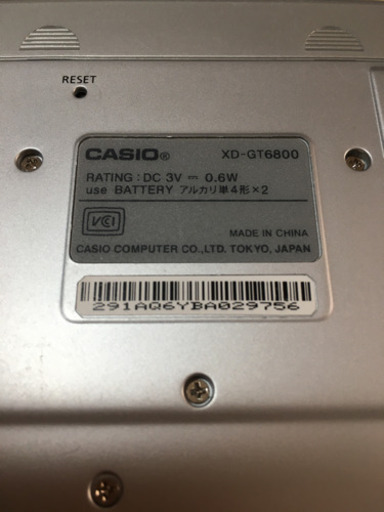 RESET
CASIO® XD-GT6800
RATING : DC 3V ⎓ 0.6W
use BATTERY アルカリ単4形×2
VCI
MADE IN CHINA
CASIO COMPUTER CO.,LTD. TOKYO, JAPAN
291AQ6YBA029756